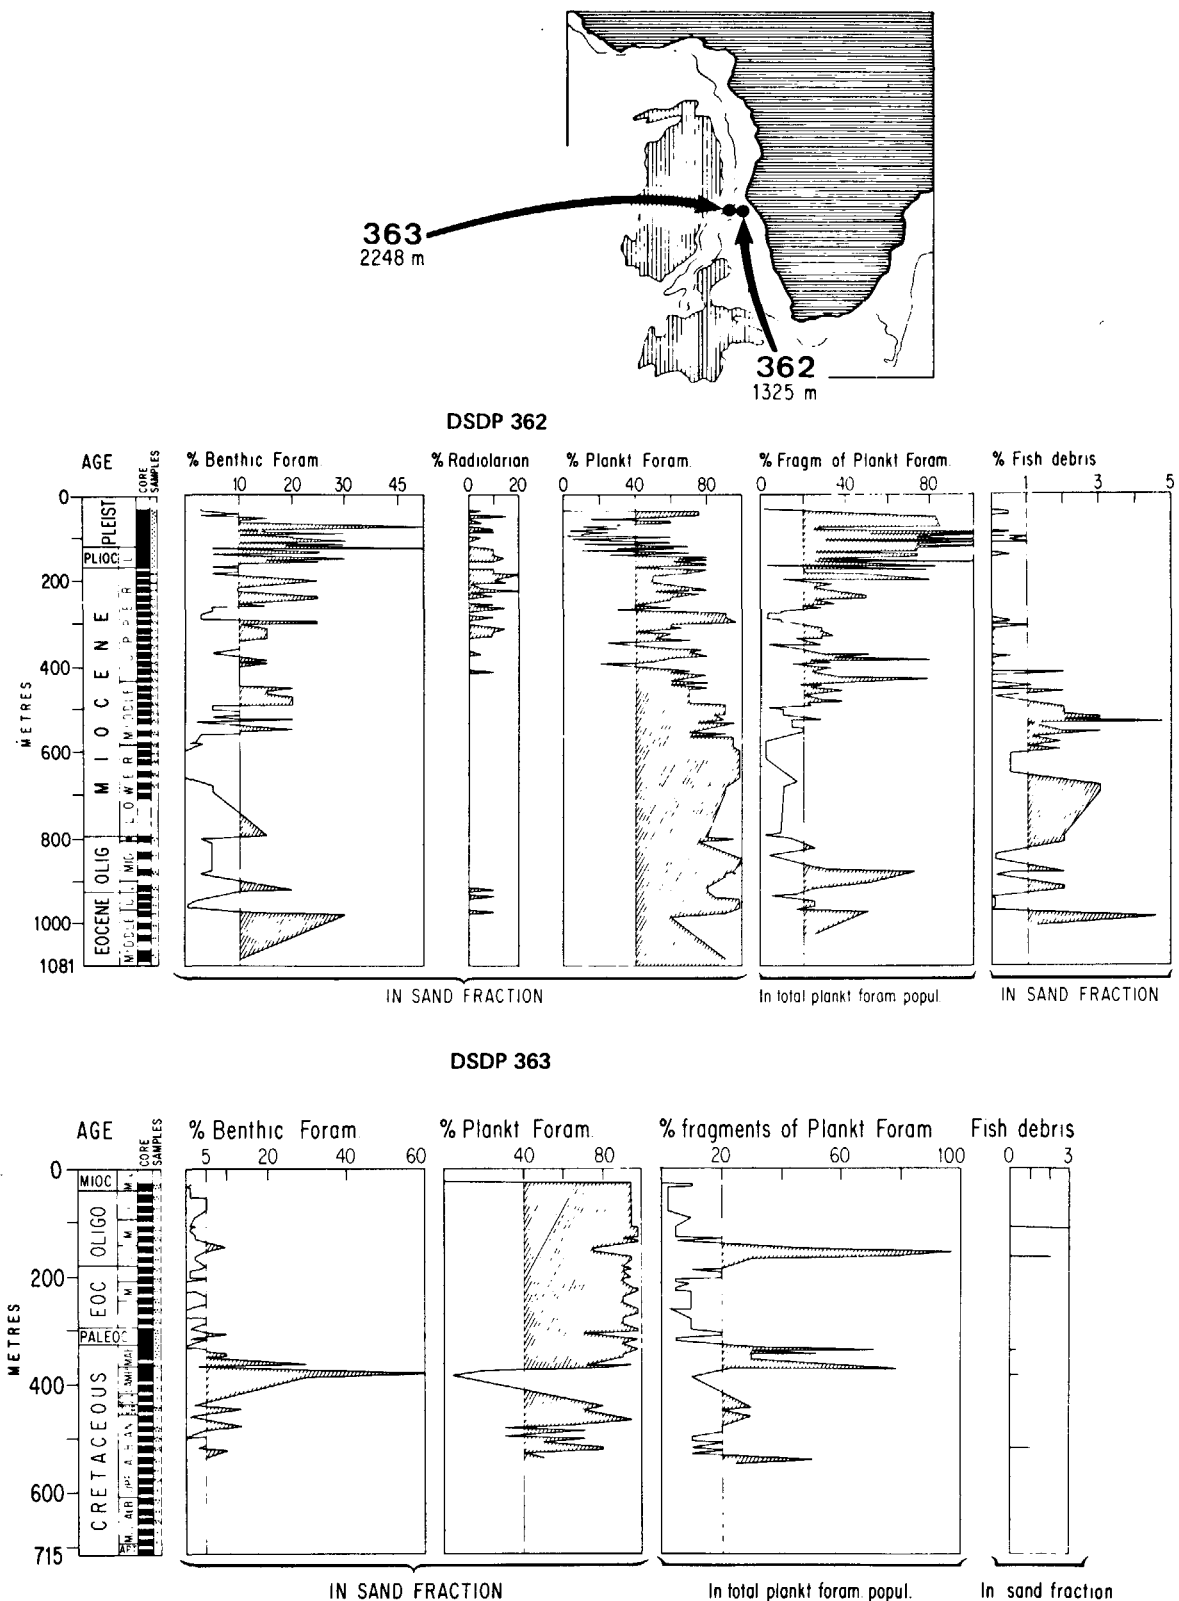 363
2248 m
362
1325 m
DSDP 362
AGE
CORE
SAMPLES
% Benthic Foram.
% Radiolarian
% Plankt Foram.
% Fragm of Plankt Foram.
% Fish debris
10 20 30 45
0 10 20
0 40 80
0 20 40 80
1 3 5
0
200
400
600
800
1000
1081
METRES
PLEIST
PLIOC
MIOCENE
UPPER
MIDDLE
LOWER
OLIG
MID
EOCENE
MIDDLE
IN SAND FRACTION
In total plankt foram popul.
IN SAND FRACTION
DSDP 363
AGE
CORE
SAMPLES
% Benthic Foram.
% Plankt Foram.
% fragments of Plankt Foram
Fish debris
5 20 40 60
40 80
20 100
0 3
0
200
400
600
715
METRES
MIOC
OLIGO
EOC
PALEOC
CRETACEOUS
IN SAND FRACTION
In total plankt foram. popul.
In sand fraction